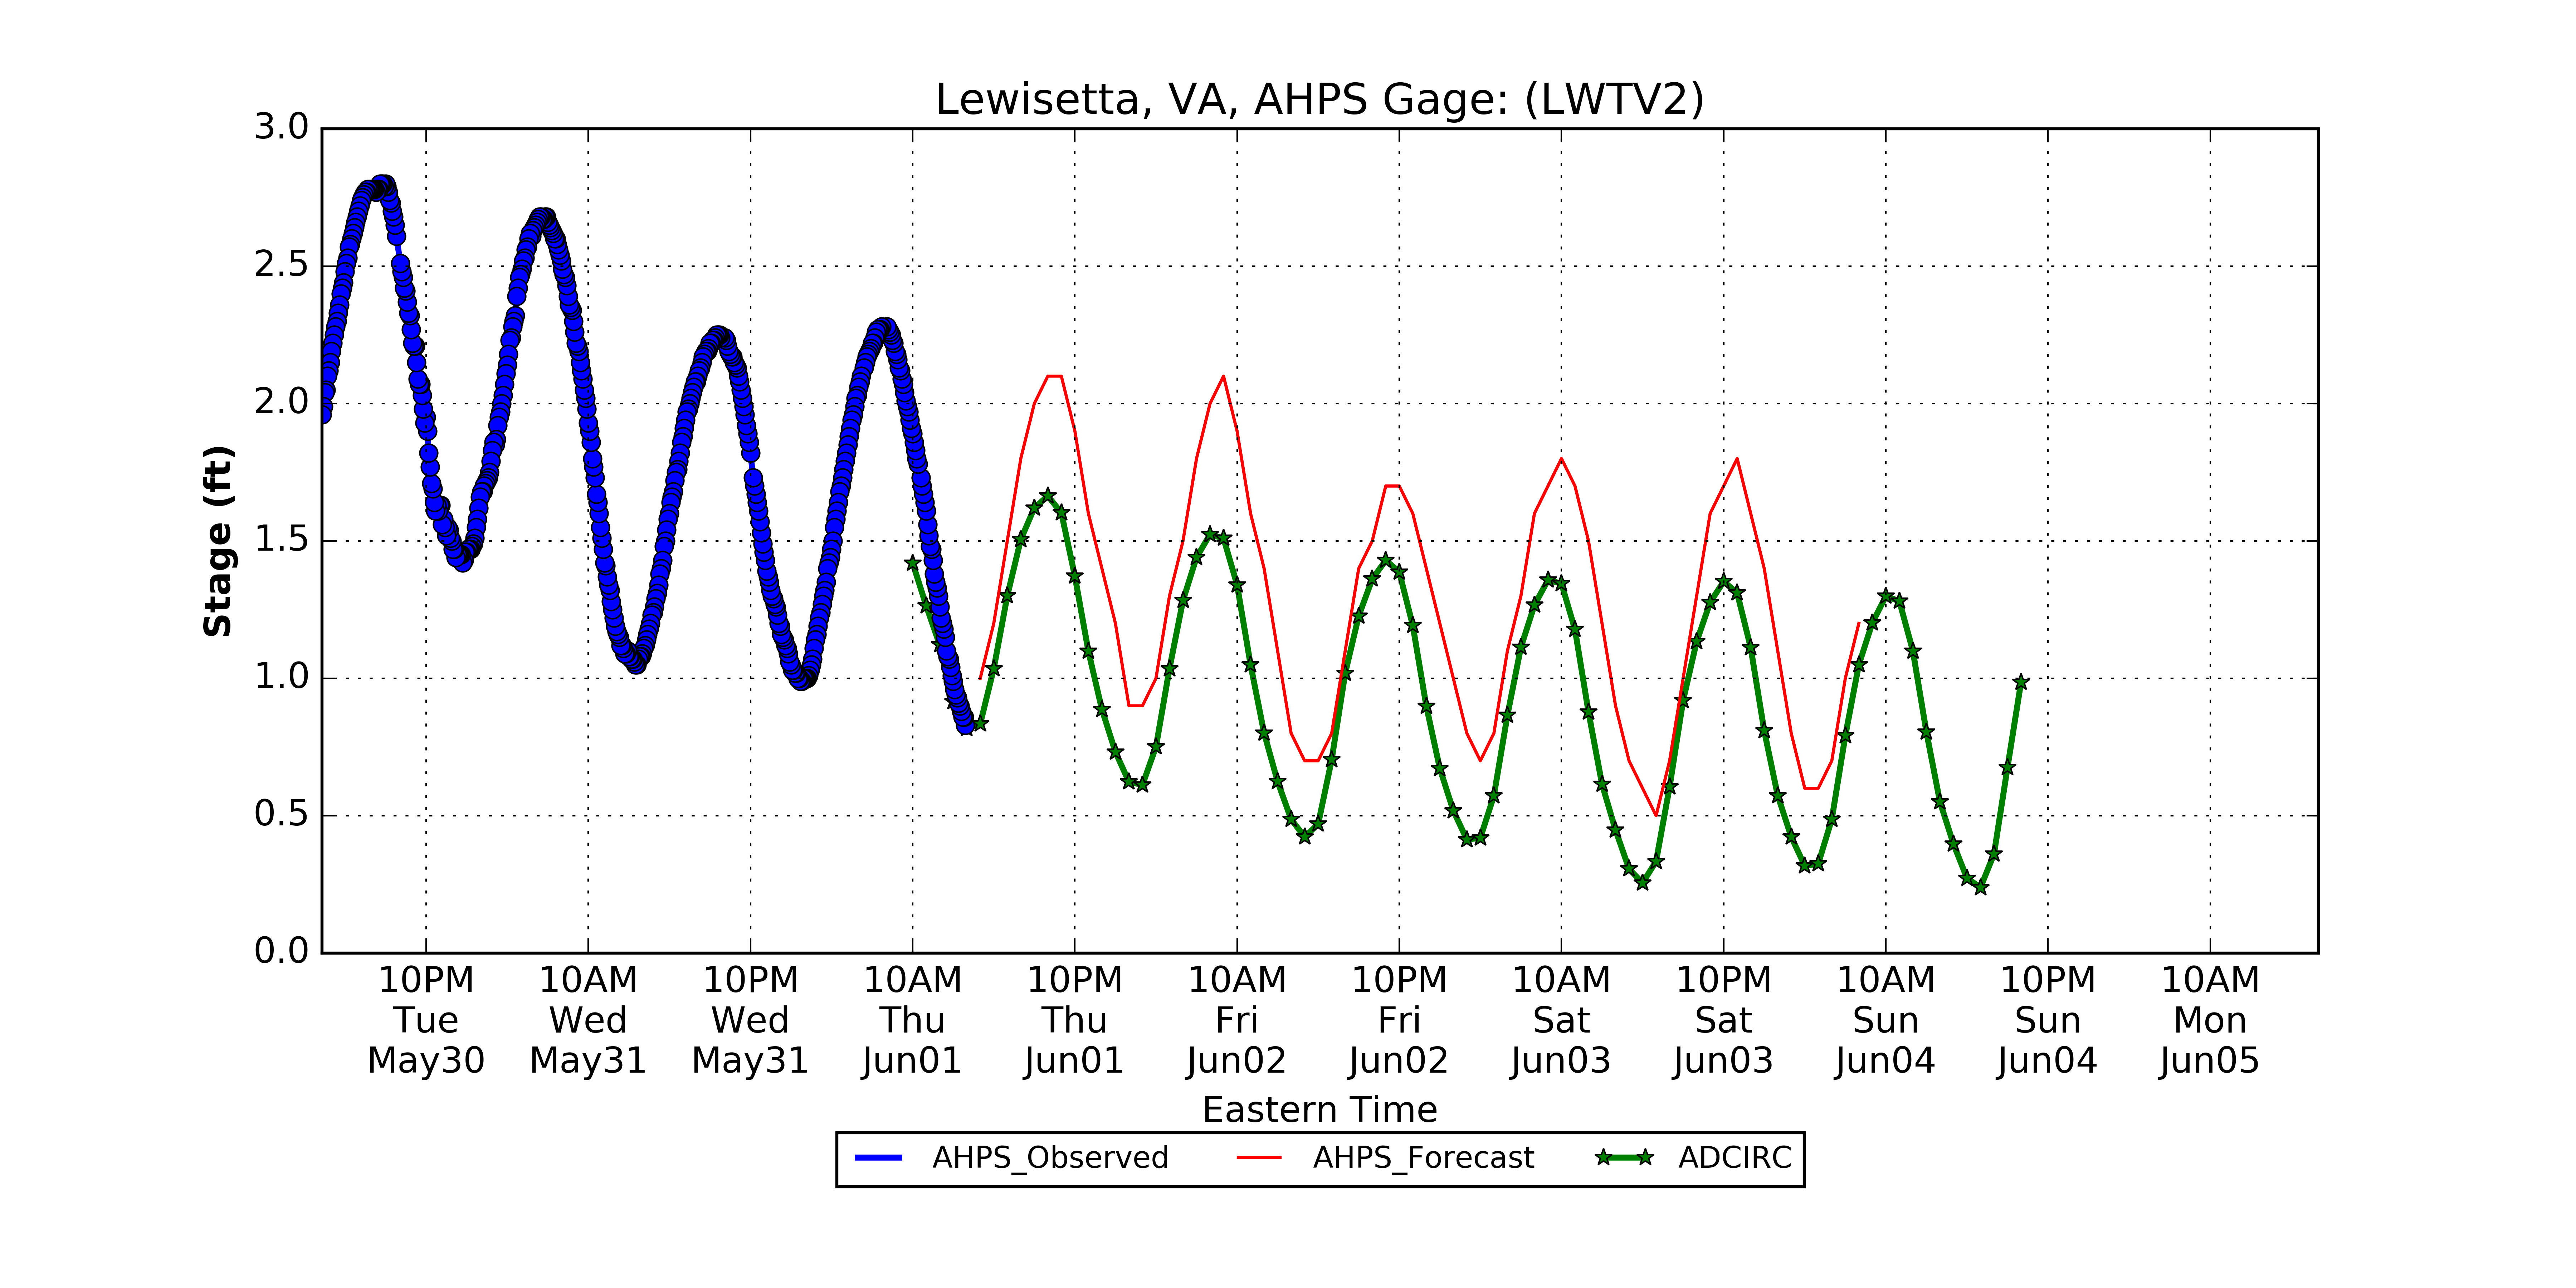 Lewisetta, VA, AHPS Gage: (LWTV2)
3.0
2.5
2.0
1.5
1.0
0.5
0.0
Stage (ft)
10PM 10AM 10PM 10AM 10PM 10AM 10PM 10AM 10PM 10AM 10PM 10AM
Tue Wed Wed Thu Thu Fri Fri Sat Sat Sun Sun Mon
May30 May31 May31 Jun01 Jun01 Jun02 Jun02 Jun03 Jun03 Jun04 Jun04 Jun05
Eastern Time
AHPS_Observed AHPS_Forecast ADCIRC